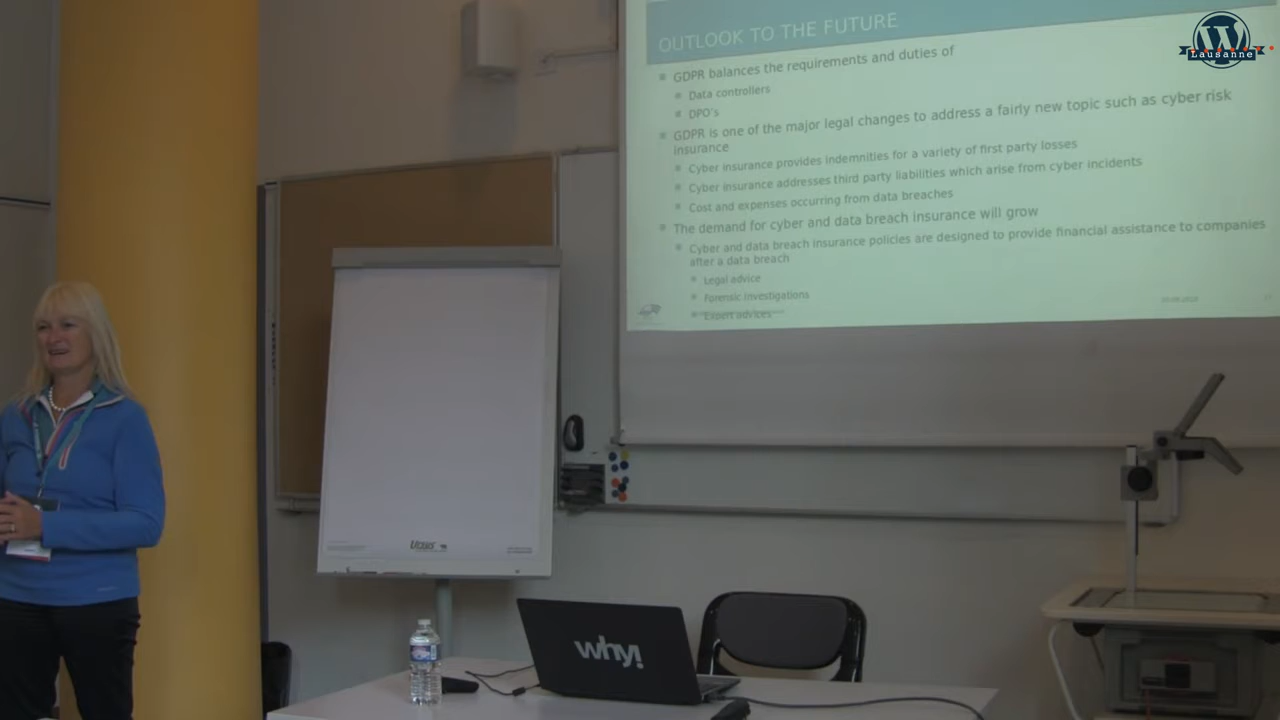 OUTLOOK TO THE FUTURE
GDPR balances the requirements and duties of
Data controllers
DPO's
GDPR is one of the major legal changes to address a fairly new topic such as cyber risk
insurance
Cyber insurance provides indemnities for a variety of first party losses
Cyber insurance addresses third party liabilities which arise from cyber incidents
Cost and expenses occurring from data breaches
The demand for cyber and data breach insurance will grow
Cyber and data breach insurance policies are designed to provide financial assistance to companies
after a data breach
Legal advice
Forensic investigations
Expert advices
W
Lausanne
why!